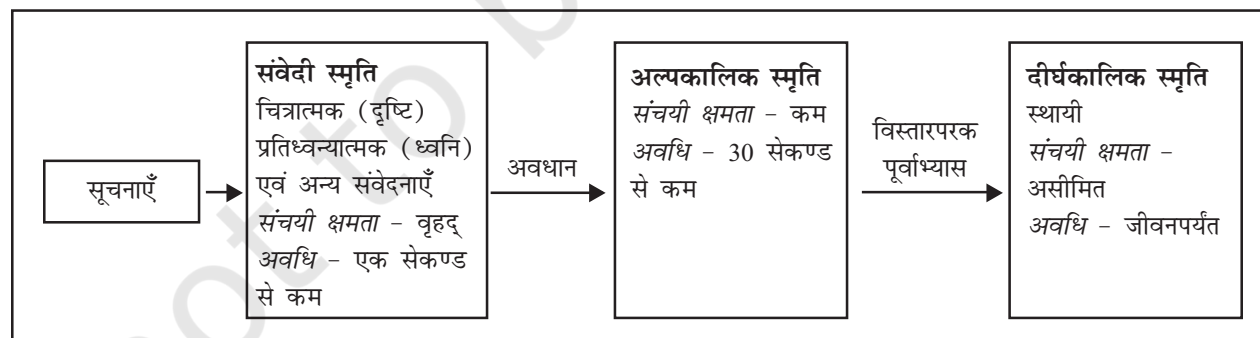 सूचनाएँ
संवेदी स्मृति
चित्रात्मक (दृष्टि)
प्रतिध्वन्यात्मक (ध्वनि)
एवं अन्य संवेदनाएँ
संचयी क्षमता – वृहद्
अवधि – एक सेकण्ड
से कम
अवधान
अल्पकालिक स्मृति
संचयी क्षमता – कम
अवधि – 30 सेकण्ड
से कम
विस्तारपरक
पूर्वाभ्यास
दीर्घकालिक स्मृति
स्थायी
संचयी क्षमता –
असीमित
अवधि – जीवनपर्यंत